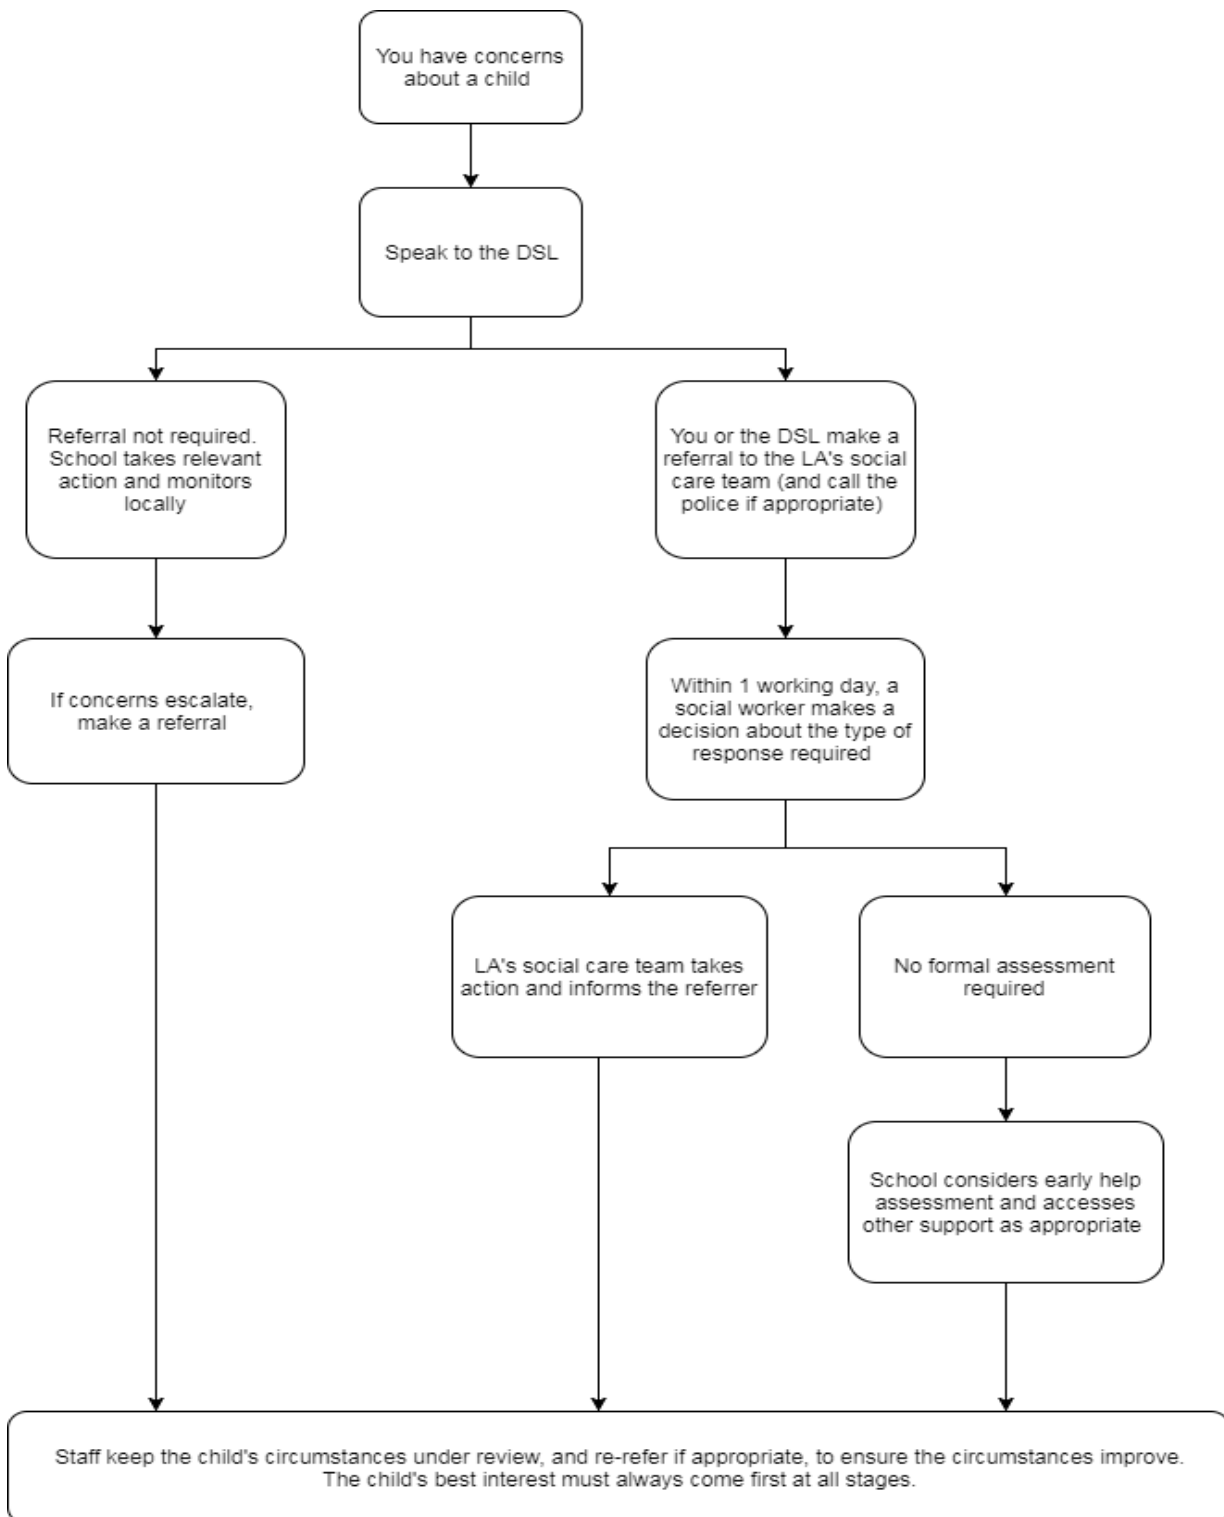 You have concerns
about a child
Speak to the DSL
Referral not required.
School takes relevant
action and monitors
locally
You or the DSL make a
referral to the LA's social
care team (and call the
police if appropriate)
If concerns escalate,
make a referral
Within 1 working day, a
social worker makes a
decision about the type of
response required
LA's social care team takes
action and informs the referrer
No formal assessment
required
School considers early help
assessment and accesses
other support as appropriate
Staff keep the child's circumstances under review, and re-refer if appropriate, to ensure the circumstances improve.
The child's best interest must always come first at all stages.